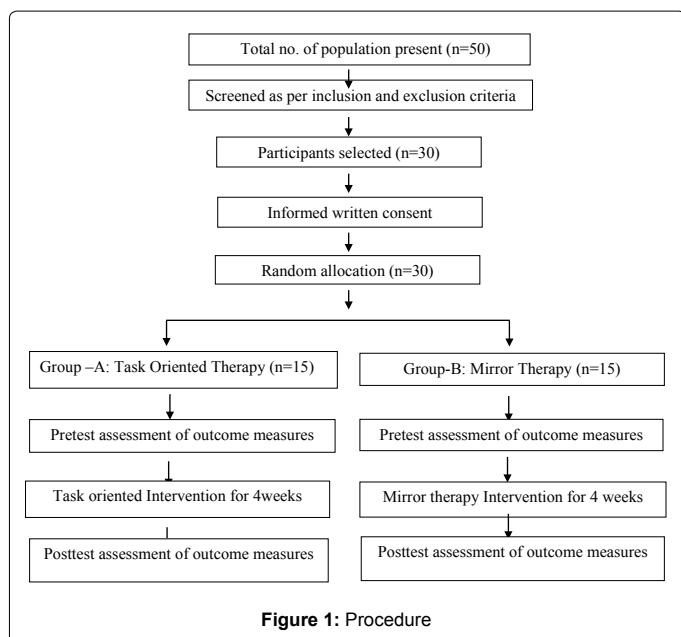 Total no. of population present (n=50)
Screened as per inclusion and exclusion criteria
Participants selected (n=30)
Informed written consent
Random allocation (n=30)
Group –A: Task Oriented Therapy (n=15)
Group-B: Mirror Therapy (n=15)
Pretest assessment of outcome measures
Pretest assessment of outcome measures
Task oriented Intervention for 4weeks
Mirror therapy Intervention for 4 weeks
Posttest assessment of outcome measures
Posttest assessment of outcome measures
Figure 1: Procedure